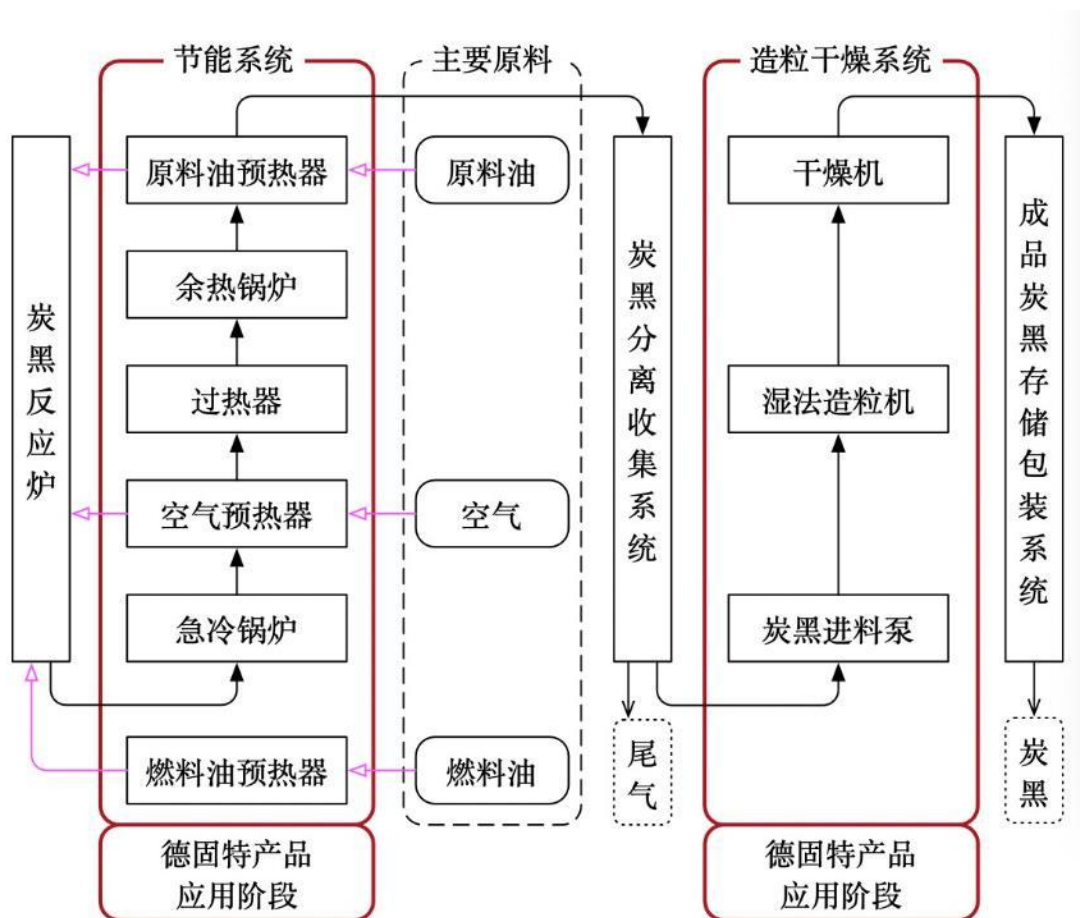 节能系统
主要原料
造粒干燥系统
原料油预热器
原料油
干燥机
余热锅炉
过热器
湿法造粒机
空气预热器
空气
急冷锅炉
炭黑进料泵
燃料油预热器
燃料油
炭黑反应炉
炭黑分离收集系统
成品炭黑存储包装系统
尾气
炭黑
德固特产品
应用阶段
德固特产品
应用阶段